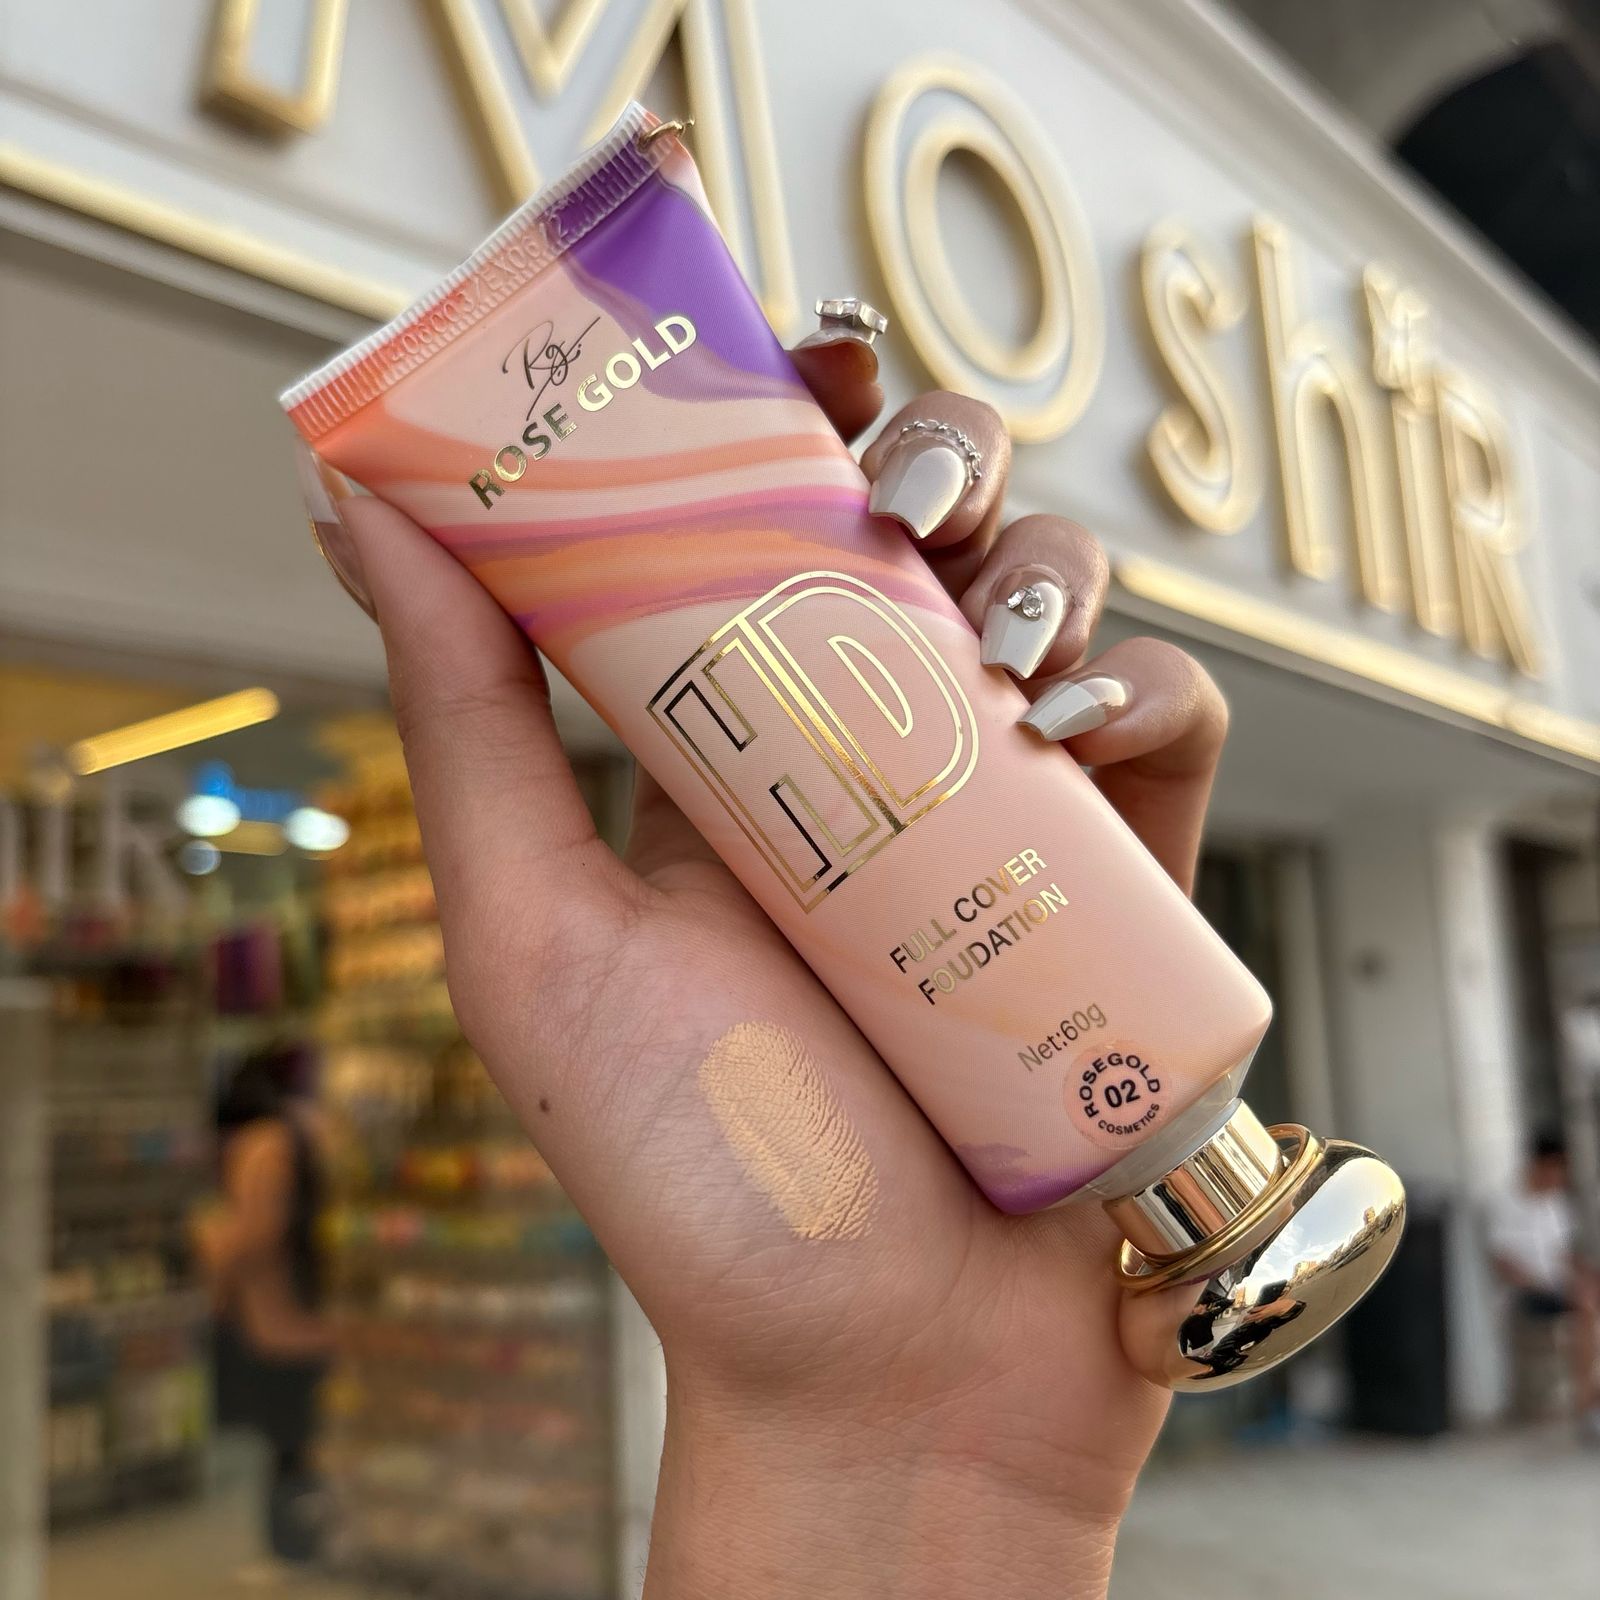 MoshiR
Rg.
ROSE GOLD
HD
FULL COVER
FOUDATION
Net:60g
ROSEGOLD
02
COSMETICS